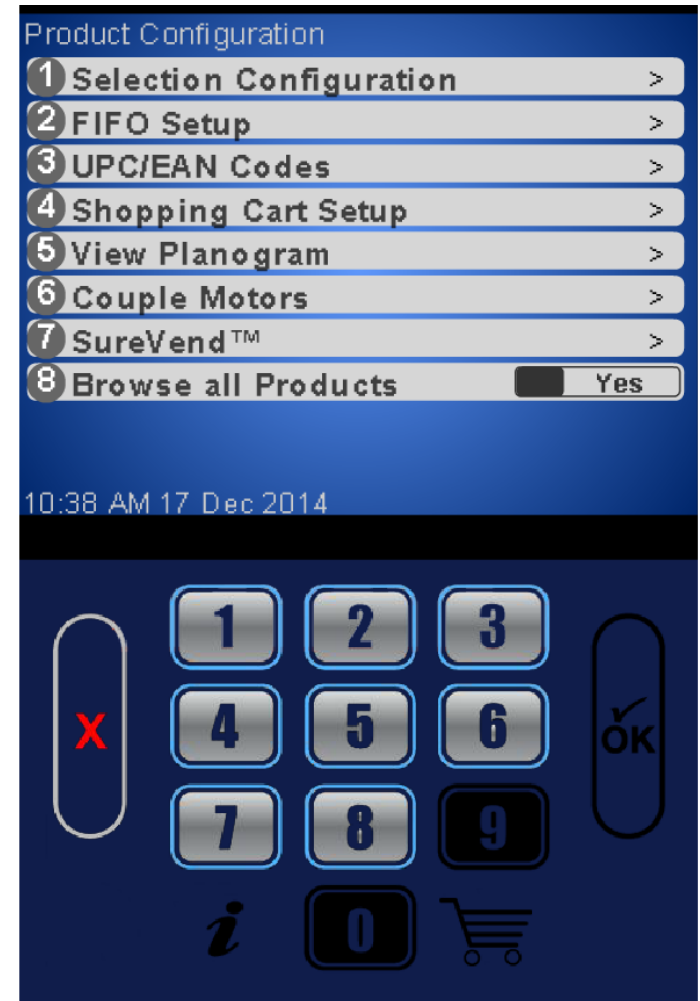 Product Configuration
1 Selection Configuration >
2 FIFO Setup >
3 UPC/EAN Codes >
4 Shopping Cart Setup >
5 View Planogram >
6 Couple Motors >
7 SureVend™ >
8 Browse all Products Yes
10:38 AM 17 Dec 2014
1 2 3
X 4 5 6 OK
7 8 9
i 0